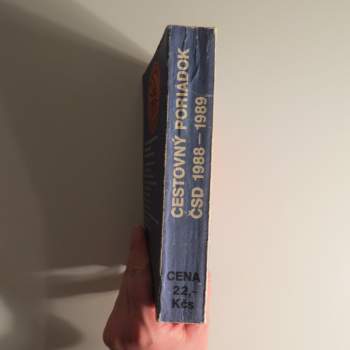 CESTOVNÝ PORIADOK
ČSD 1988 – 1989
CENA
22,-
Kčs